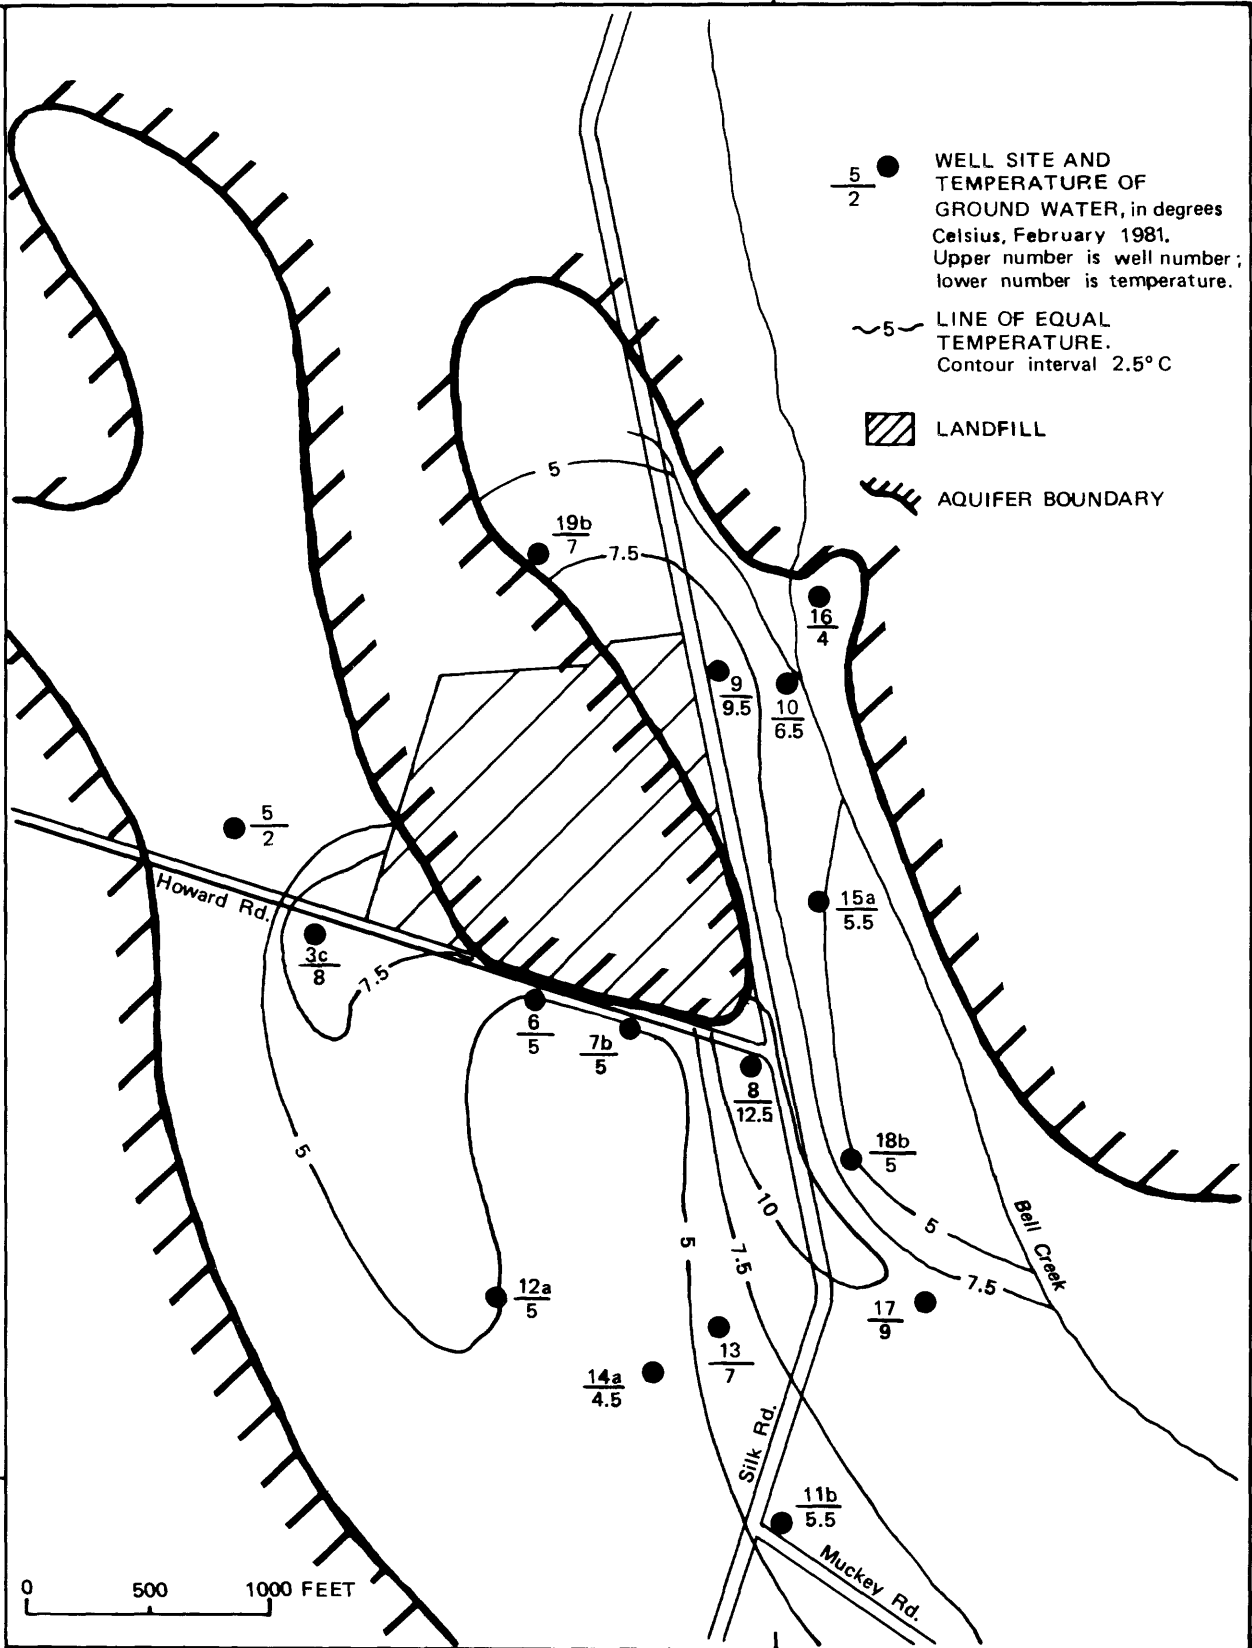 5
2
WELL SITE AND
TEMPERATURE OF
GROUND WATER, in degrees
Celsius, February 1981.
Upper number is well number;
lower number is temperature.
5
LINE OF EQUAL
TEMPERATURE.
Contour interval 2.5° C
LANDFILL
AQUIFER BOUNDARY
5
19b
7
7.5
16
4
9
9.5
10
6.5
5
2
Howard Rd.
15a
5.5
3c
8
7.5
6
5
7b
5
8
12.5
18b
5
5
10
5
7.5
5
7.5
Bell Creek
12a
5
17
9
13
7
14a
4.5
Silk Rd.
11b
5.5
Muckey Rd.
0 500 1000 FEET